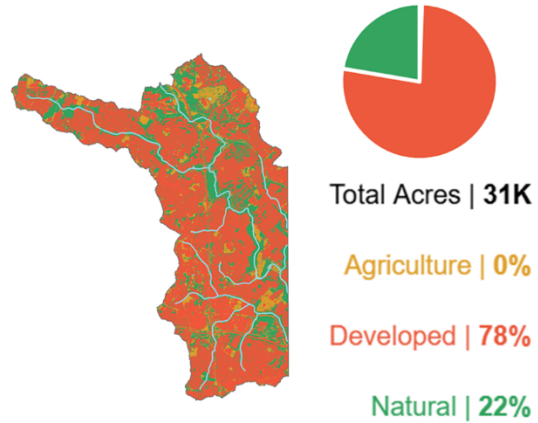 Total Acres | 31K
Agriculture | 0%
Developed | 78%
Natural | 22%